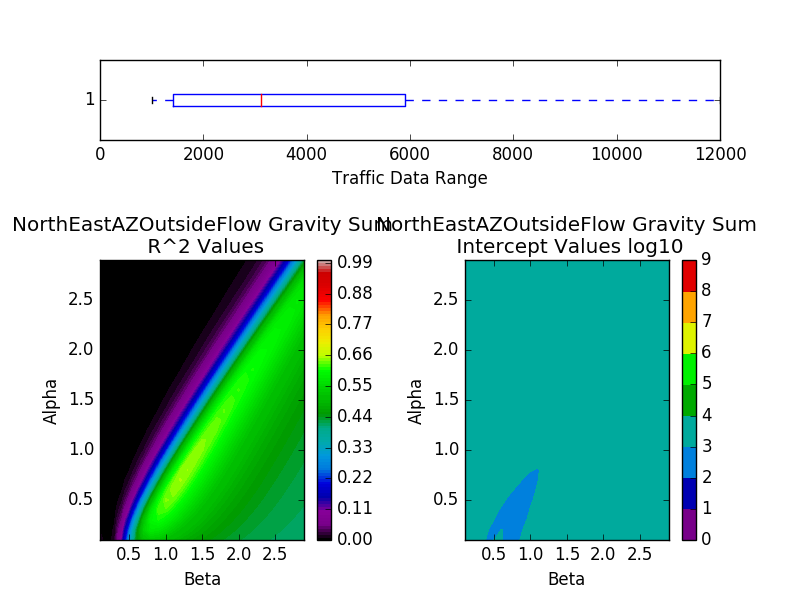 1
0 2000 4000 6000 8000 10000 12000
Traffic Data Range
NorthEastAZOutsideFlow Gravity Sum
R^2 Values
2.5
2.0
1.5
1.0
0.5
Alpha
0.5 1.0 1.5 2.0 2.5
Beta
0.99
0.88
0.77
0.66
0.55
0.44
0.33
0.22
0.11
0.00
NorthEastAZOutsideFlow Gravity Sum
Intercept Values log10
2.5
2.0
1.5
1.0
0.5
Alpha
0.5 1.0 1.5 2.0 2.5
Beta
9
8
7
6
5
4
3
2
1
0